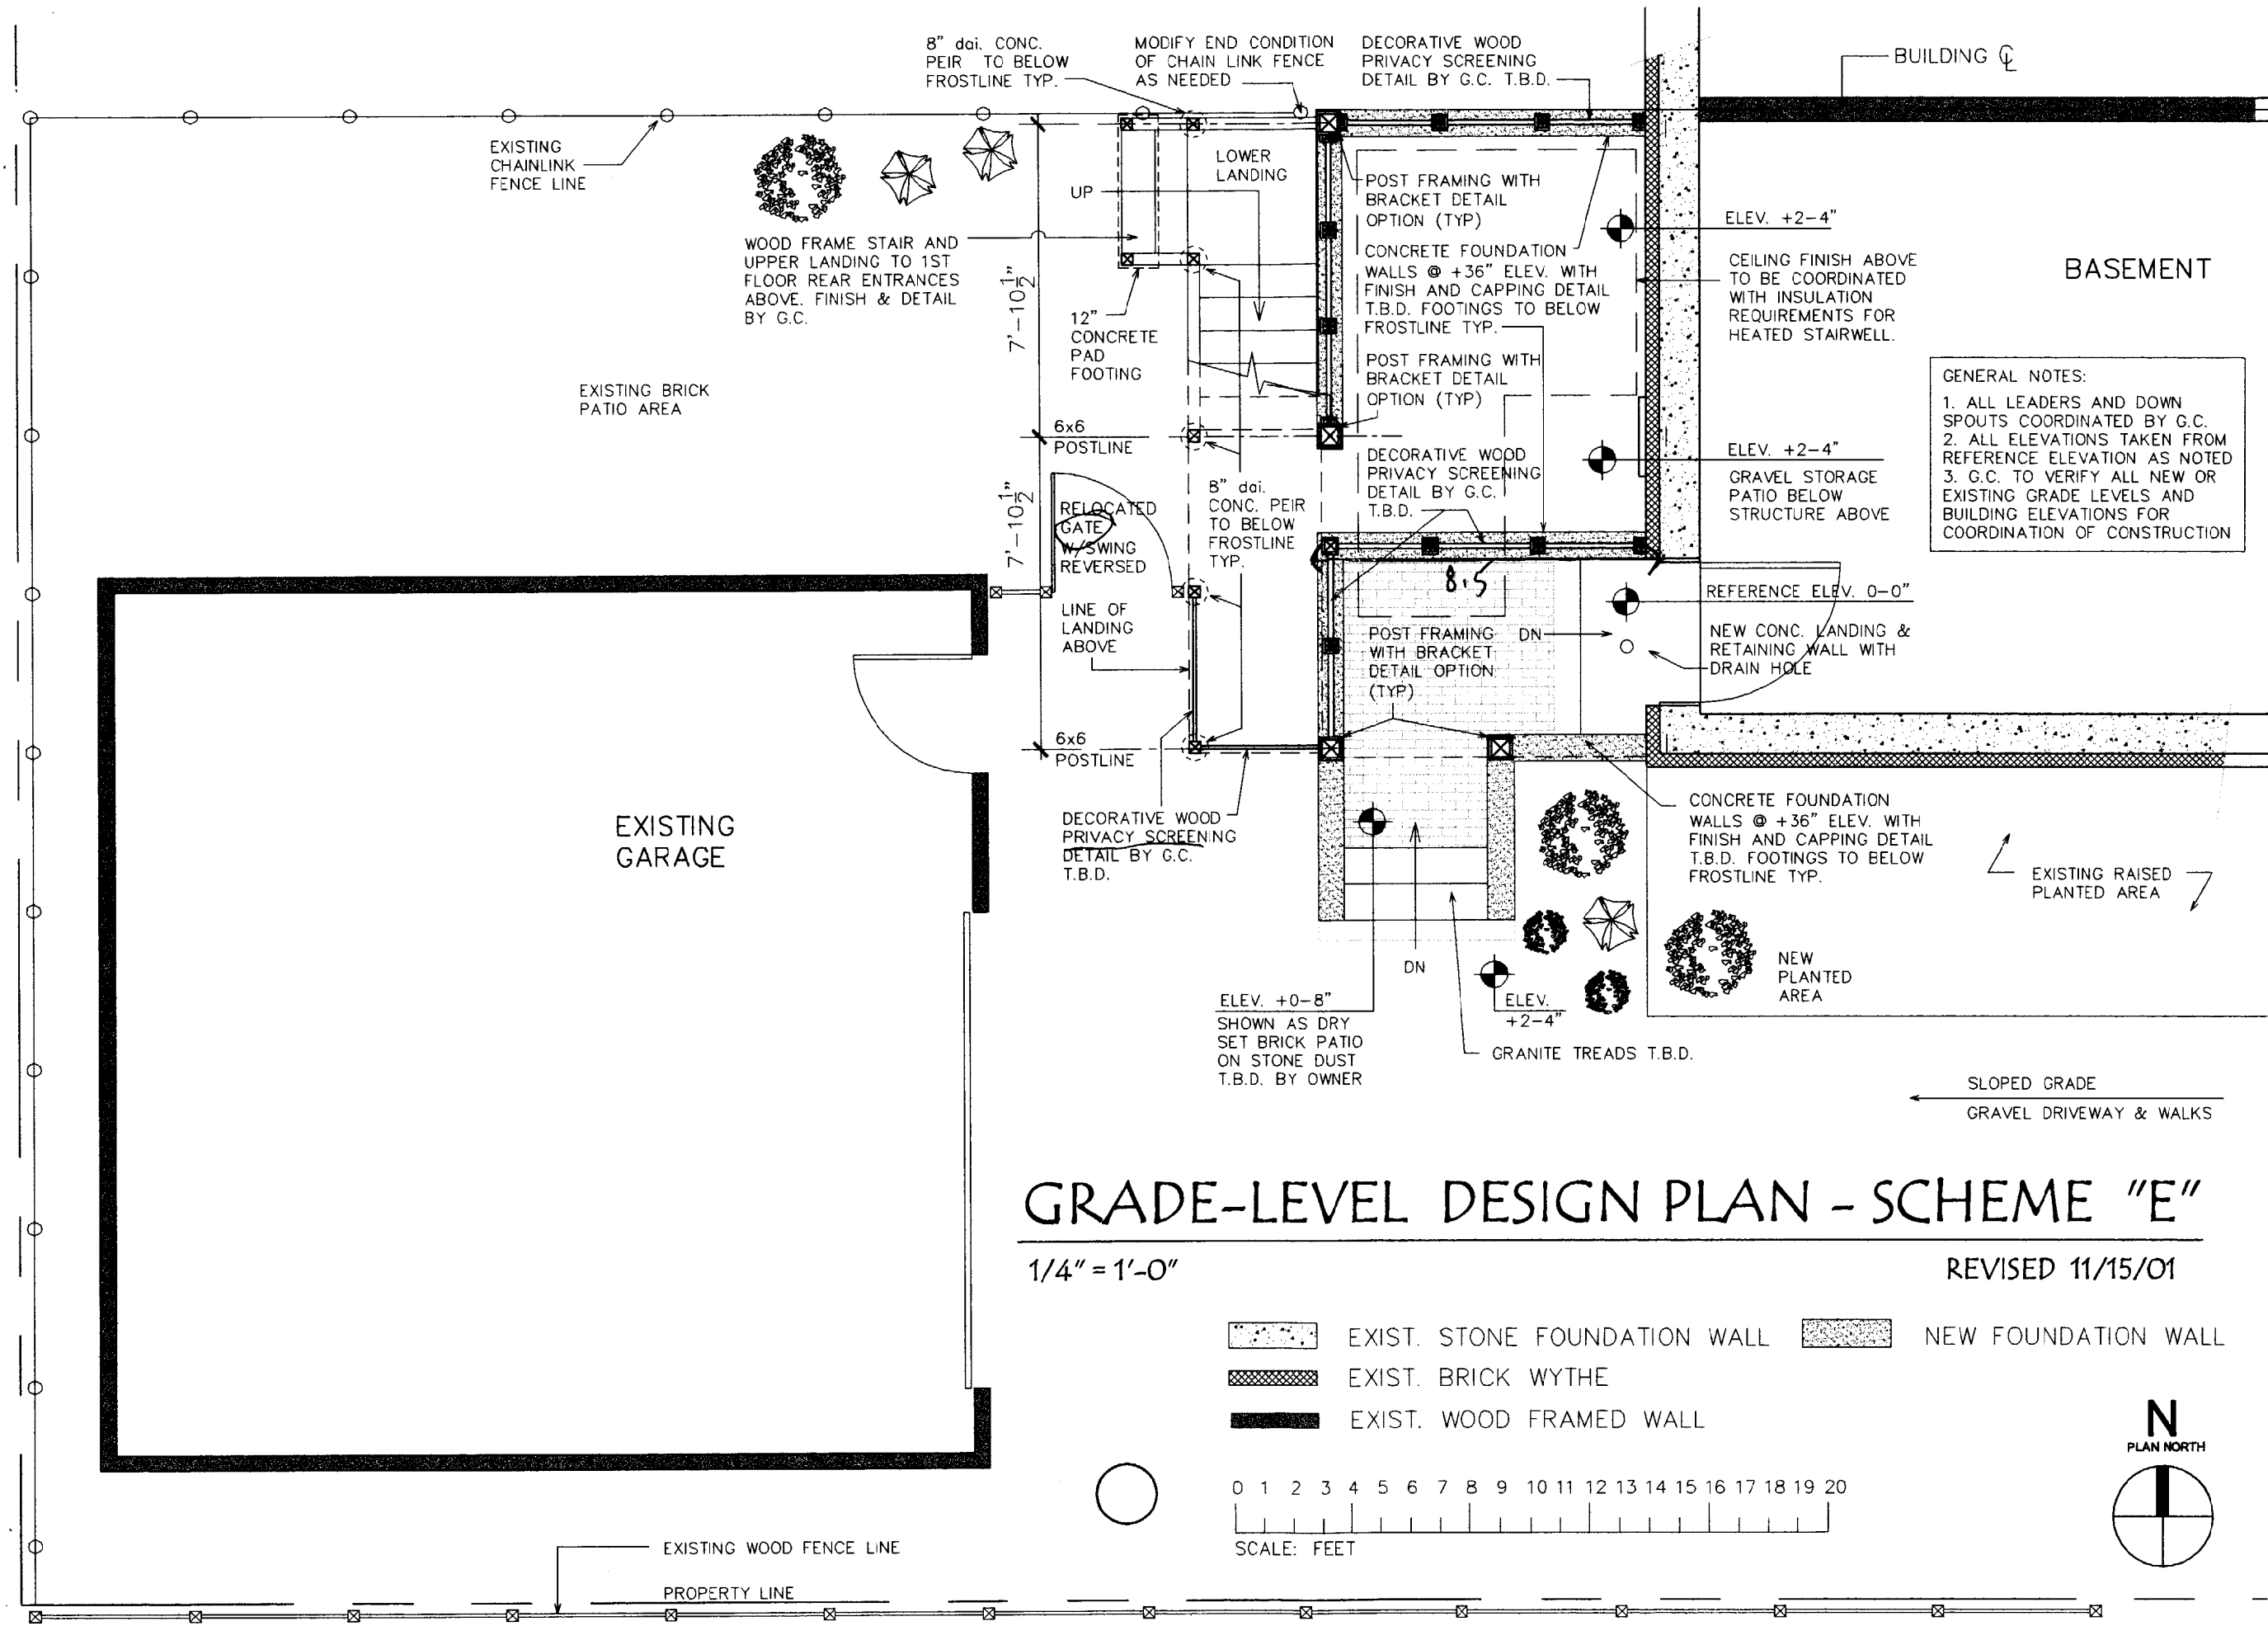 8" dai. CONC.
PEIR TO BELOW
FROSTLINE TYP.
MODIFY END CONDITION
OF CHAIN LINK FENCE
AS NEEDED
DECORATIVE WOOD
PRIVACY SCREENING
DETAIL BY G.C. T.B.D.
BUILDING ℄
EXISTING
CHAINLINK
FENCE LINE
LOWER
LANDING
UP
POST FRAMING WITH
BRACKET DETAIL
OPTION (TYP)
ELEV. +2-4"
WOOD FRAME STAIR AND
UPPER LANDING TO 1ST
FLOOR REAR ENTRANCES
ABOVE. FINISH & DETAIL
BY G.C.
CONCRETE FOUNDATION
WALLS @ +36" ELEV. WITH
FINISH AND CAPPING DETAIL
T.B.D. FOOTINGS TO BELOW
FROSTLINE TYP.
CEILING FINISH ABOVE
TO BE COORDINATED
WITH INSULATION
REQUIREMENTS FOR
HEATED STAIRWELL.
BASEMENT
7'-10 1/2"
12"
CONCRETE
PAD
FOOTING
POST FRAMING WITH
BRACKET DETAIL
OPTION (TYP)
EXISTING BRICK
PATIO AREA
GENERAL NOTES:
1. ALL LEADERS AND DOWN
SPOUTS COORDINATED BY G.C.
2. ALL ELEVATIONS TAKEN FROM
REFERENCE ELEVATION AS NOTED
3. G.C. TO VERIFY ALL NEW OR
EXISTING GRADE LEVELS AND
BUILDING ELEVATIONS FOR
COORDINATION OF CONSTRUCTION
6x6
POSTLINE
DECORATIVE WOOD
PRIVACY SCREENING
DETAIL BY G.C.
T.B.D.
ELEV. +2-4"
GRAVEL STORAGE
PATIO BELOW
STRUCTURE ABOVE
7'-10 1/2"
RELOCATED
GATE
W/SWING
REVERSED
8" dai.
CONC. PEIR
TO BELOW
FROSTLINE
TYP.
8.5
REFERENCE ELEV. 0-0"
LINE OF
LANDING
ABOVE
POST FRAMING
WITH BRACKET
DETAIL OPTION
(TYP)
DN
NEW CONC. LANDING &
RETAINING WALL WITH
DRAIN HOLE
6x6
POSTLINE
EXISTING
GARAGE
DECORATIVE WOOD
PRIVACY SCREENING
DETAIL BY G.C.
T.B.D.
CONCRETE FOUNDATION
WALLS @ +36" ELEV. WITH
FINISH AND CAPPING DETAIL
T.B.D. FOOTINGS TO BELOW
FROSTLINE TYP.
EXISTING RAISED
PLANTED AREA
DN
NEW
PLANTED
AREA
ELEV. +0-8"
SHOWN AS DRY
SET BRICK PATIO
ON STONE DUST
T.B.D. BY OWNER
ELEV.
+2-4"
GRANITE TREADS T.B.D.
SLOPED GRADE
GRAVEL DRIVEWAY & WALKS
GRADE-LEVEL DESIGN PLAN - SCHEME "E"
1/4" = 1'-0"
REVISED 11/15/01
EXIST. STONE FOUNDATION WALL
NEW FOUNDATION WALL
EXIST. BRICK WYTHE
EXIST. WOOD FRAMED WALL
N
PLAN NORTH
0 1 2 3 4 5 6 7 8 9 10 11 12 13 14 15 16 17 18 19 20
SCALE: FEET
EXISTING WOOD FENCE LINE
PROPERTY LINE